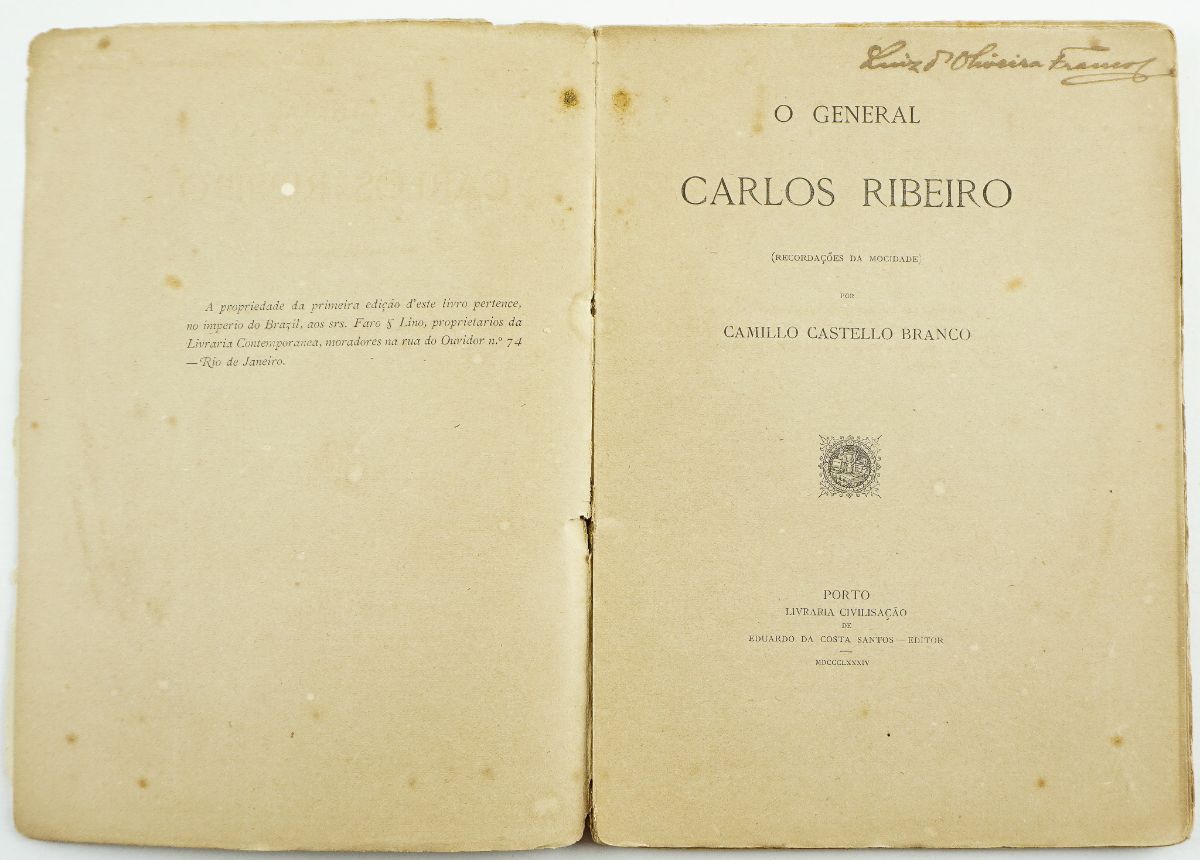 A propriedade da primeira edição d'este livro pertence,
no imperio do Brazil, aos srs. Faro & Lino, proprietarios da
Livraria Contemporanea, moradores na rua do Ouvidor n.º 74
—Rio de Janeiro.
Luiz d'Oliveira Franco
O GENERAL
CARLOS RIBEIRO
(RECORDAÇÕES DA MOCIDADE)
POR
CAMILLO CASTELLO BRANCO
PORTO
LIVRARIA CIVILISAÇÃO
DE
EDUARDO DA COSTA SANTOS—EDITOR
MDCCCLXXXIV